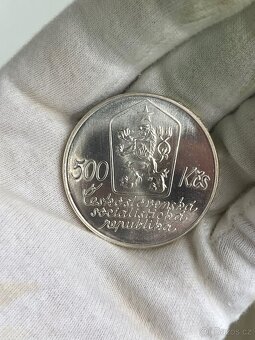 500 Kčs
Československá
socialistická
republika